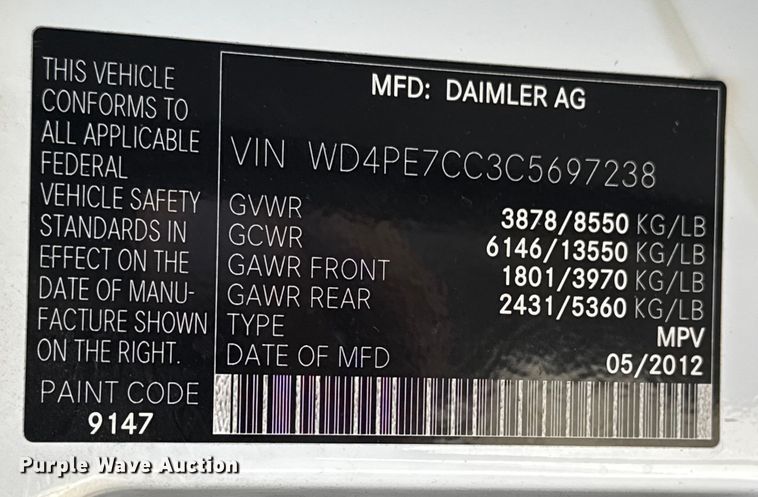 THIS VEHICLE
CONFORMS TO
ALL APPLICABLE
FEDERAL
VEHICLE SAFETY
STANDARDS IN
EFFECT ON THE
DATE OF MANU-
FACTURE SHOWN
ON THE RIGHT.
PAINT CODE
9147
MFD: DAIMLER AG
VIN WD4PE7CC3C5697238
GVWR 3878/8550 KG/LB
GCWR 6146/13550 KG/LB
GAWR FRONT 1801/3970 KG/LB
GAWR REAR 2431/5360 KG/LB
TYPE MPV
DATE OF MFD 05/2012
Purple Wave Auction